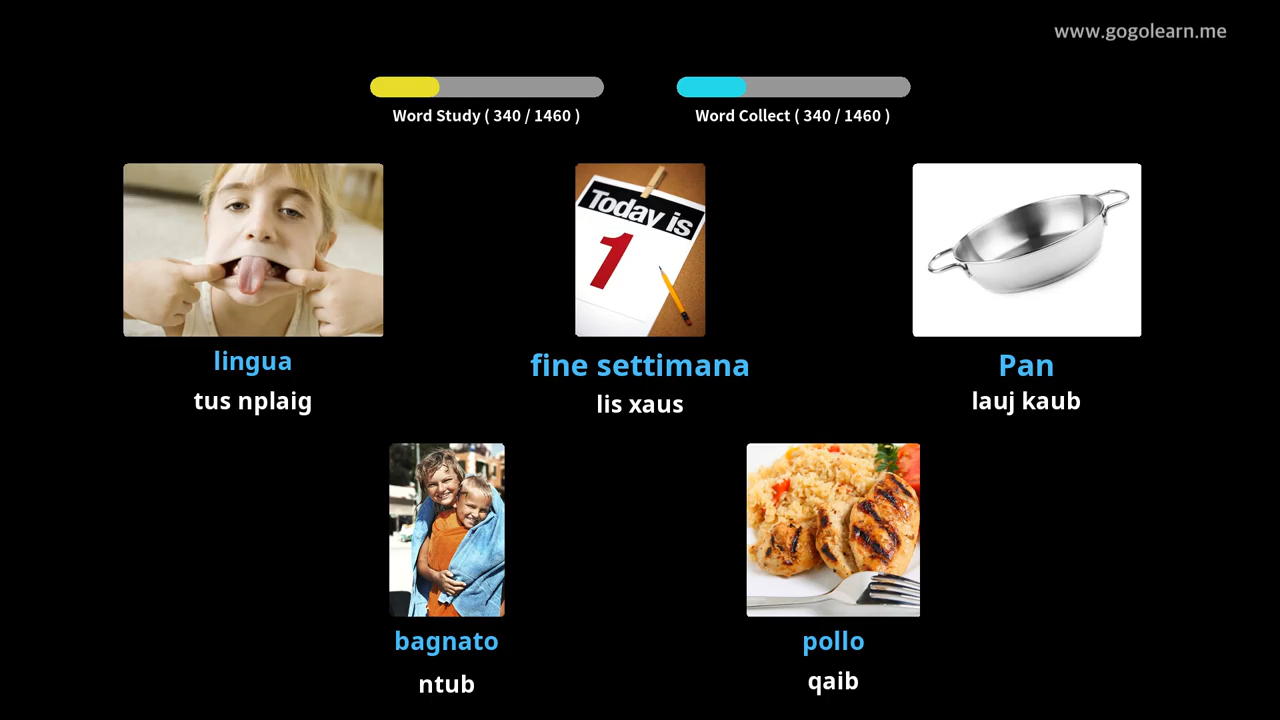 www.gogolearn.me
Word Study ( 340 / 1460 )
Word Collect ( 340 / 1460 )
Today is
1
lingua
tus nplaig
fine settimana
lis xaus
Pan
lauj kaub
bagnato
ntub
pollo
qaib